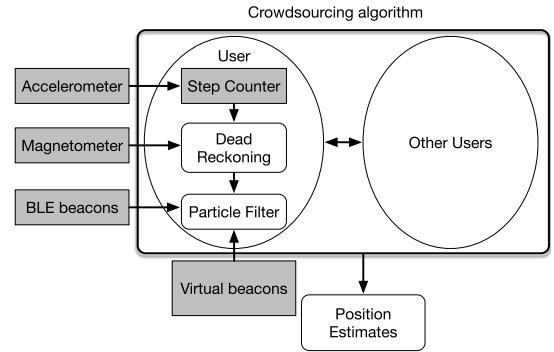 Crowdsourcing algorithm
User
Accelerometer
Step Counter
Magnetometer
Dead
Reckoning
Other Users
BLE beacons
Particle Filter
Virtual beacons
Position
Estimates